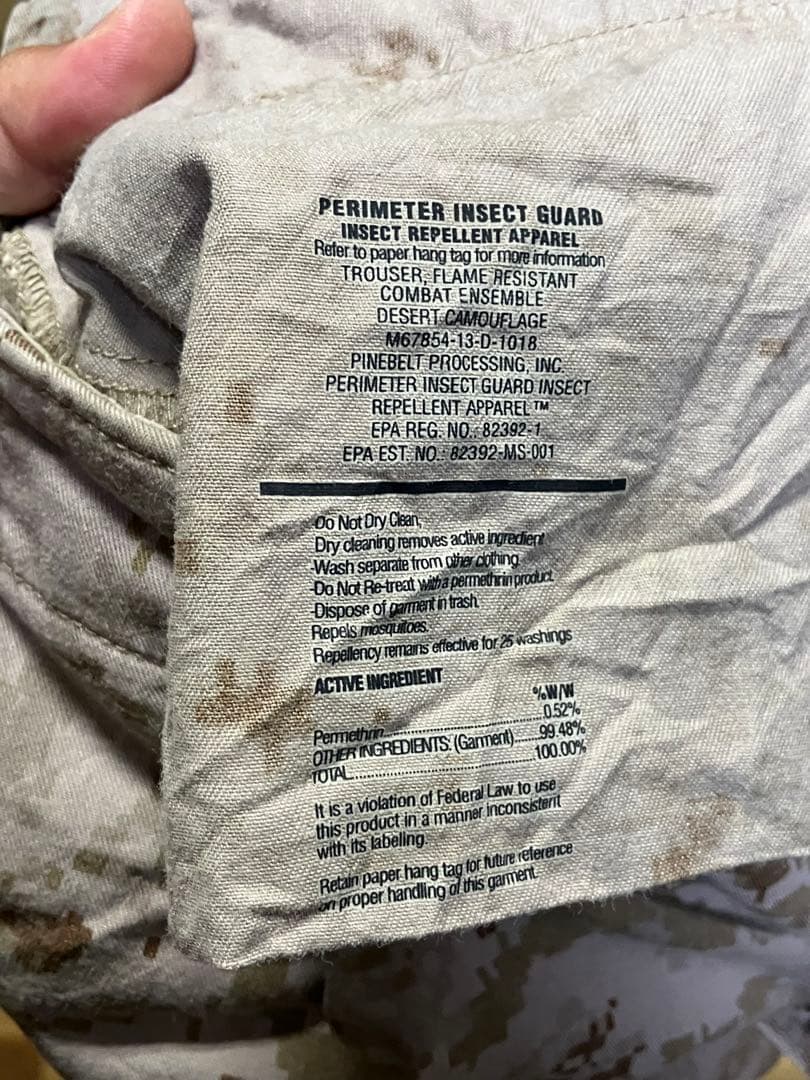 PERIMETER INSECT GUARD
INSECT REPELLENT APPAREL
Refer to paper hang tag for more information
TROUSER, FLAME RESISTANT
COMBAT ENSEMBLE
DESERT CAMOUFLAGE
M67854-13-D-1018
PINEBELT PROCESSING, INC.
PERIMETER INSECT GUARD INSECT
REPELLENT APPAREL™
EPA REG. NO.: 82392-1
EPA EST. NO.: 82392-MS-001
Do Not Dry Clean,
Dry cleaning removes active ingredient
-Wash separate from other clothing
-Do Not Re-treat with a permethrin product.
-Dispose of garment in trash.
Repels mosquitoes.
Repellency remains effective for 25 washings
ACTIVE INGREDIENT
%W/W
Permethrin.......................................0.52%
OTHER INGREDIENTS: (Garment)......99.48%
TOTAL..............................................100.00%
It is a violation of Federal Law to use
this product in a manner inconsistent
with its labeling.
Retain paper hang tag for future reference
on proper handling of this garment.